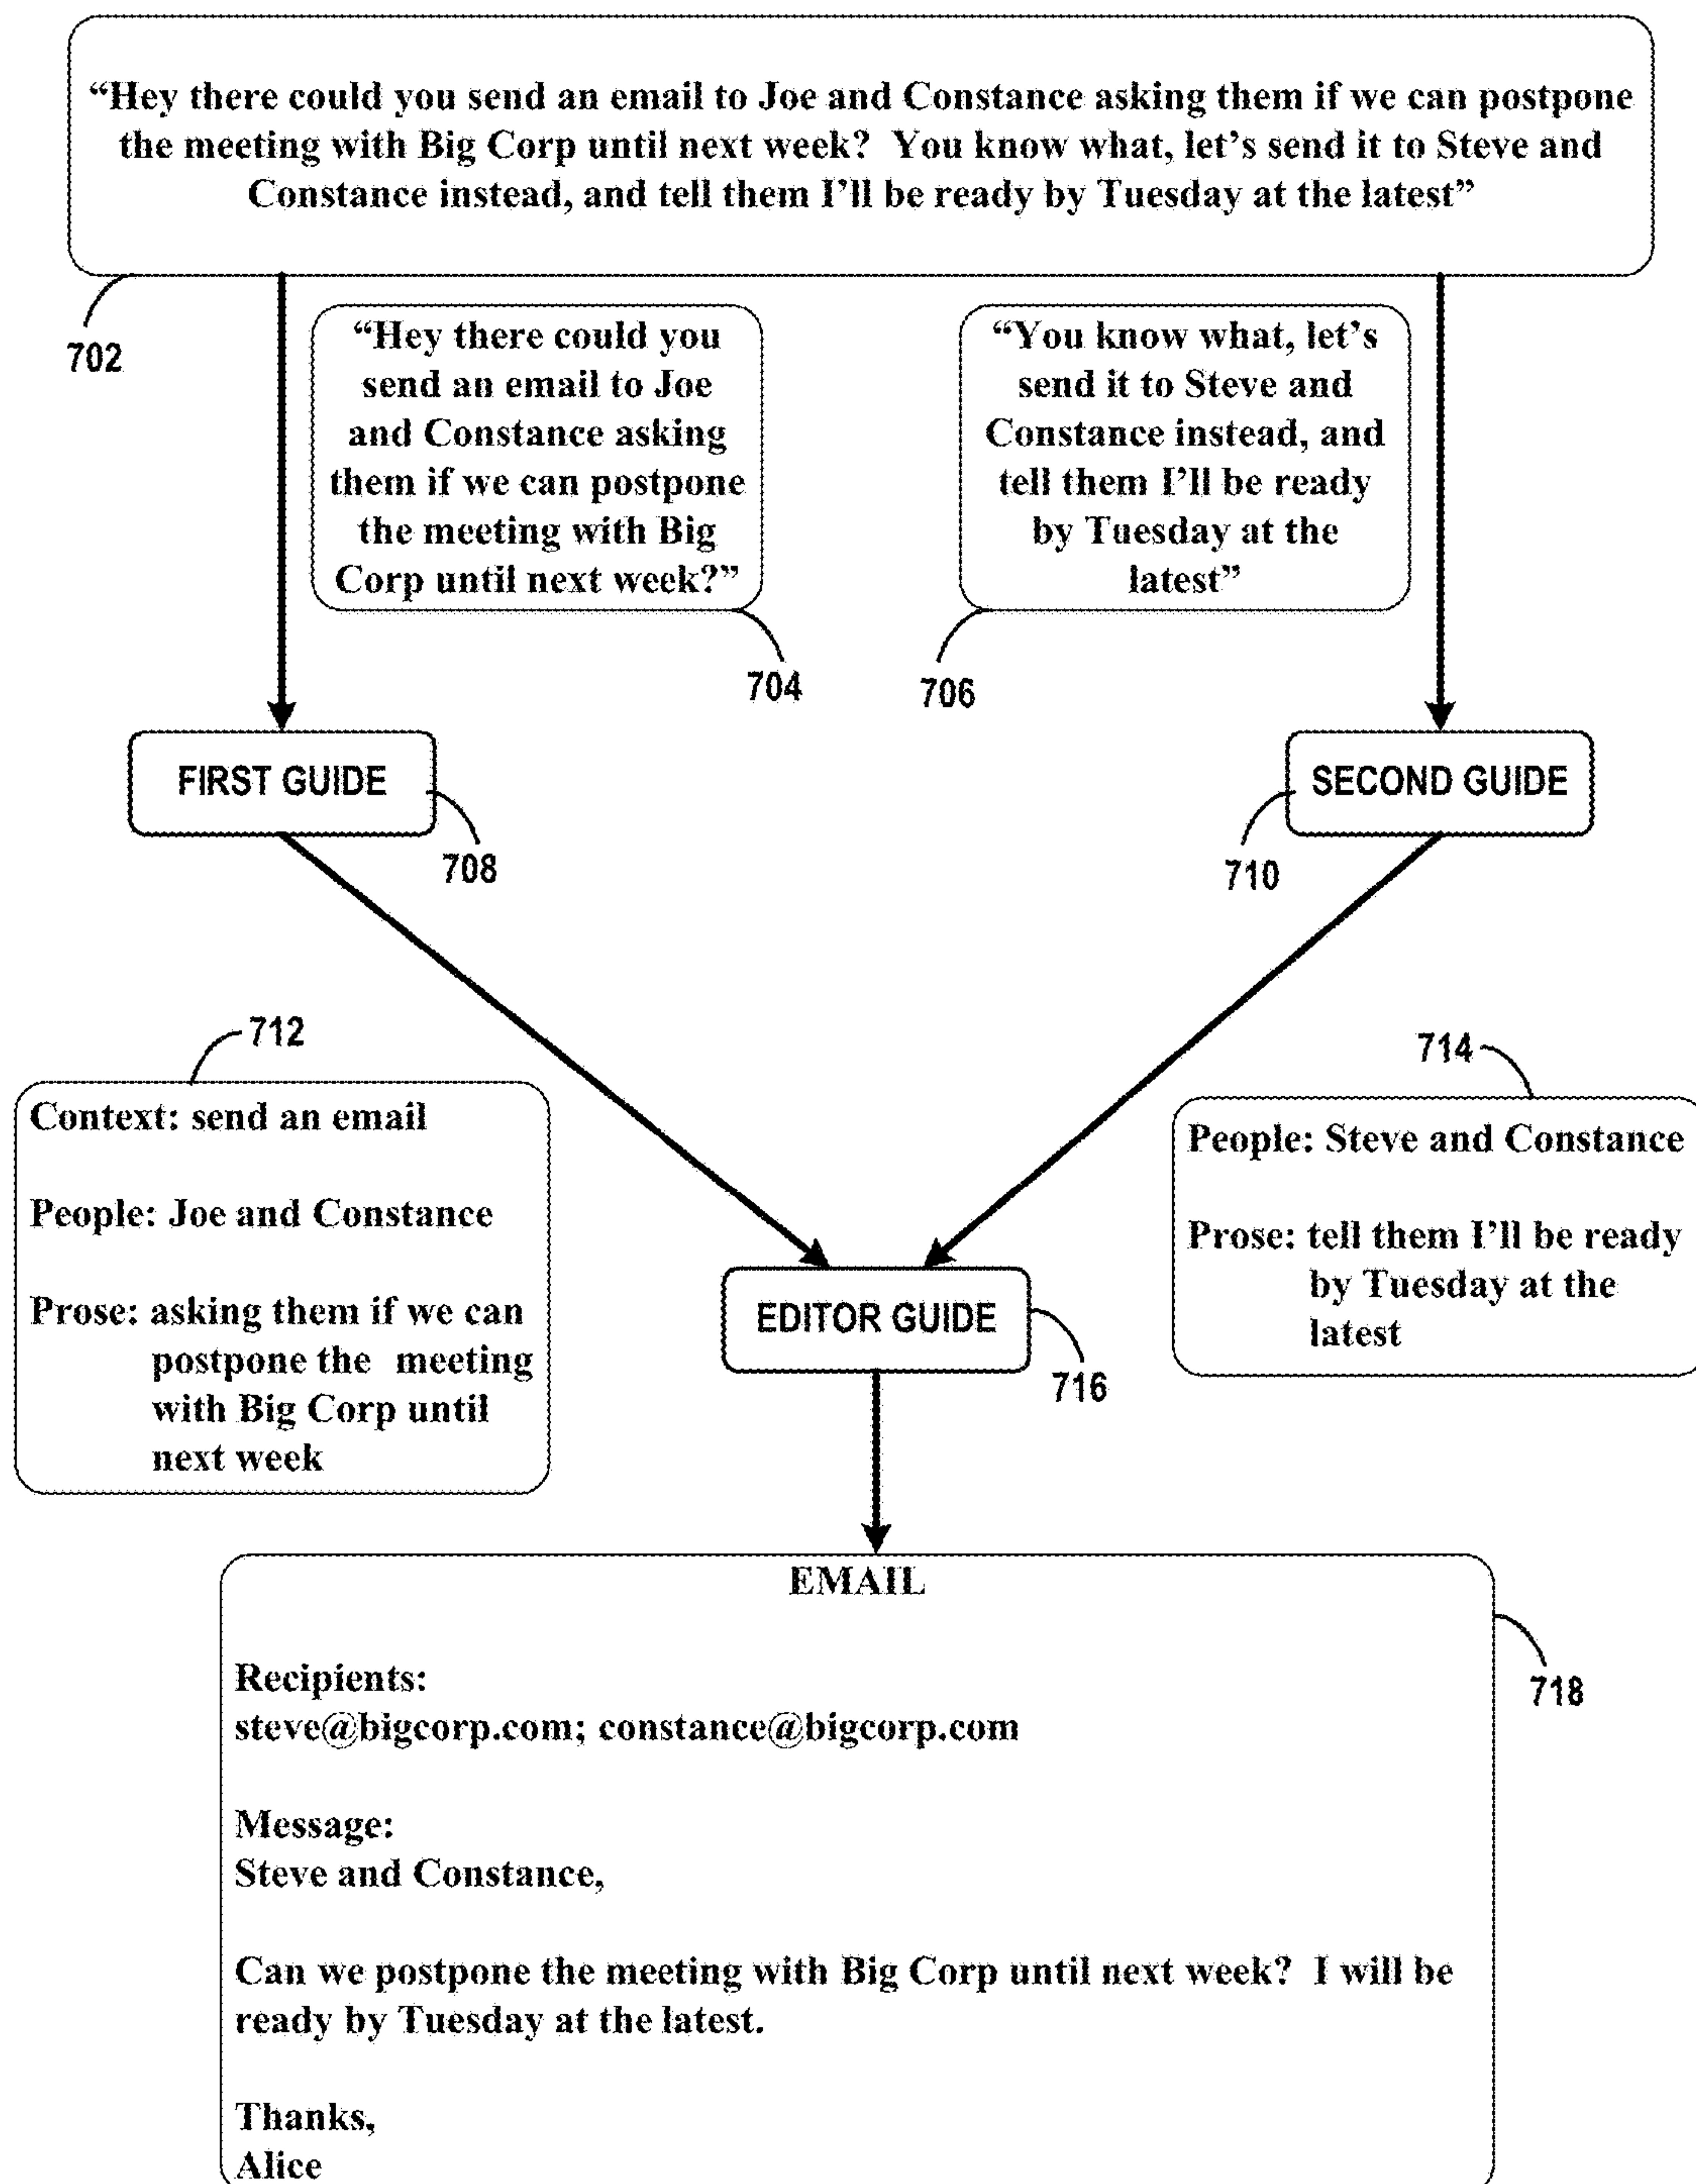 “Hey there could you send an email to Joe and Constance asking them if we can postpone
the meeting with Big Corp until next week?  You know what, let’s send it to Steve and
Constance instead, and tell them I’ll be ready by Tuesday at the latest”
702
“Hey there could you
send an email to Joe
and Constance asking
them if we can postpone
the meeting with Big
Corp until next week?”
704
“You know what, let’s
send it to Steve and
Constance instead, and
tell them I’ll be ready
by Tuesday at the
latest”
706
FIRST GUIDE
708
SECOND GUIDE
710
712
Context: send an email
People: Joe and Constance
Prose: asking them if we can
postpone the meeting
with Big Corp until
next week
714
People: Steve and Constance
Prose: tell them I’ll be ready
by Tuesday at the
latest
EDITOR GUIDE
716
EMAIL
Recipients:
steve@bigcorp.com; constance@bigcorp.com
718
Message:
Steve and Constance,
Can we postpone the meeting with Big Corp until next week?  I will be
ready by Tuesday at the latest.
Thanks,
Alice